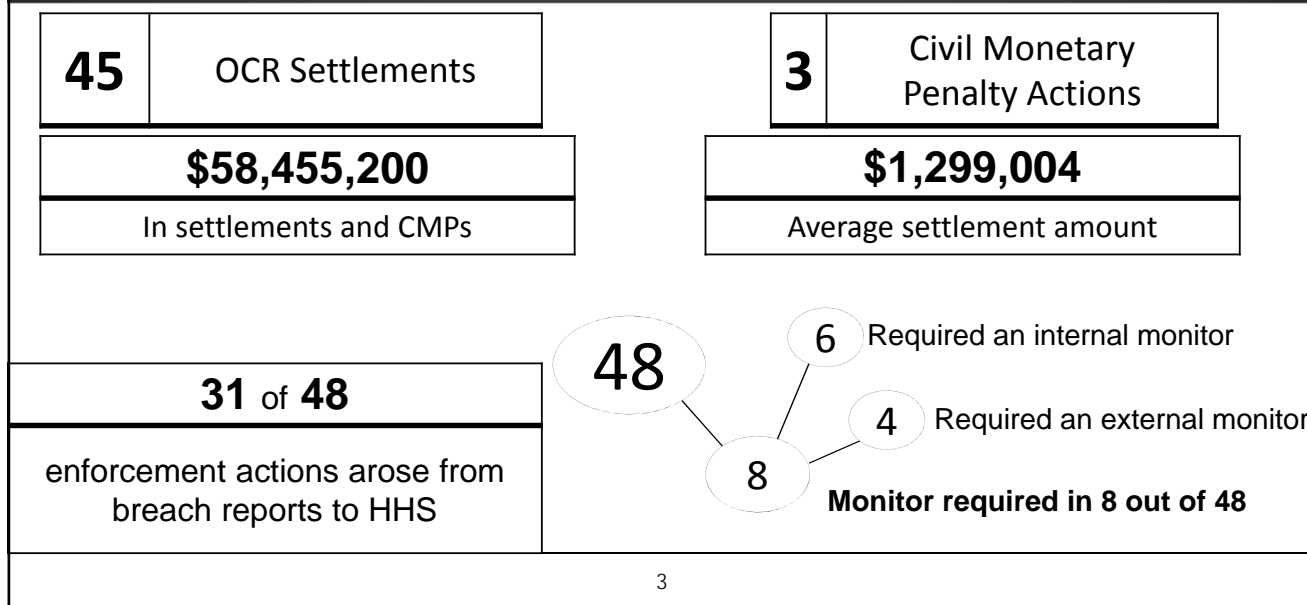 45
OCR Settlements
3
Civil Monetary
Penalty Actions
$58,455,200
In settlements and CMPs
$1,299,004
Average settlement amount
31 of 48
enforcement actions arose from
breach reports to HHS
48
6
Required an internal monitor
4
Required an external monitor
8
Monitor required in 8 out of 48
3